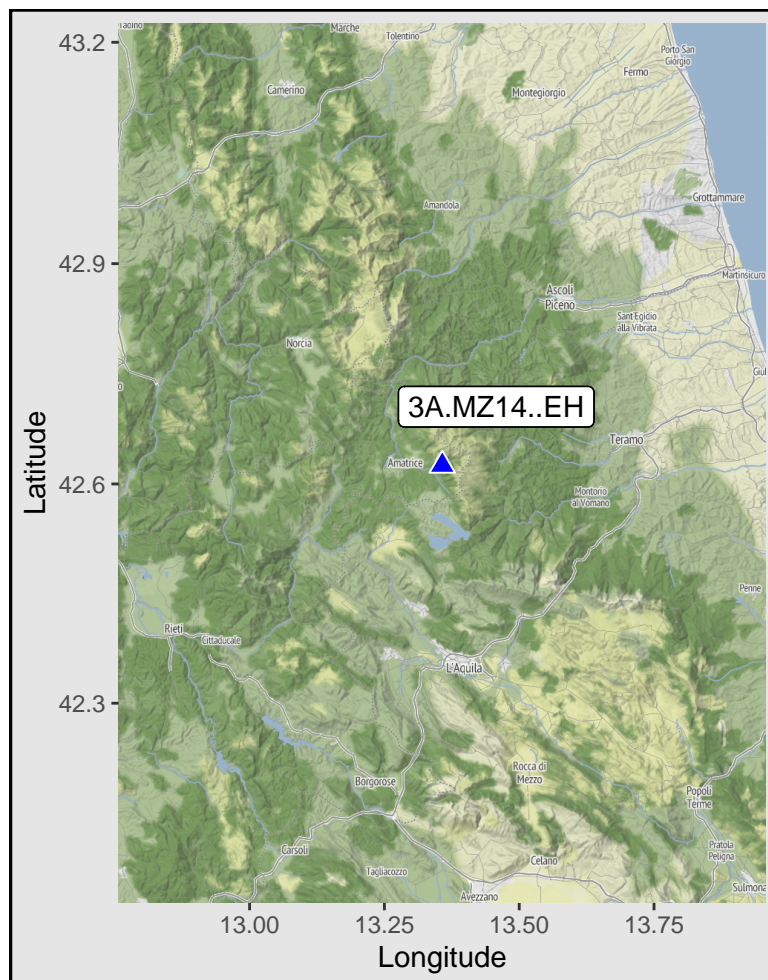 43.2
42.9
42.6
42.3
Latitude
Marche
Tolentino
Camerino
Porto San
Giorgio
Fermo
Montegiorgio
Amandola
Grottammare
Martinsicuro
Ascoli
Piceno
Sant'Egidio
alla Vibrata
Norcia
3A.MZ14..EH
Teramo
Amatrice
Montorio
al Vomano
Penne
Rieti
Cittaducale
L'Aquila
Rocca di
Mezzo
Borgorose
Popoli
Terme
Carsoli
Pratola
Peligna
Celano
Tagliacozzo
Sulmona
Avezzano
13.00
13.25
13.50
13.75
Longitude